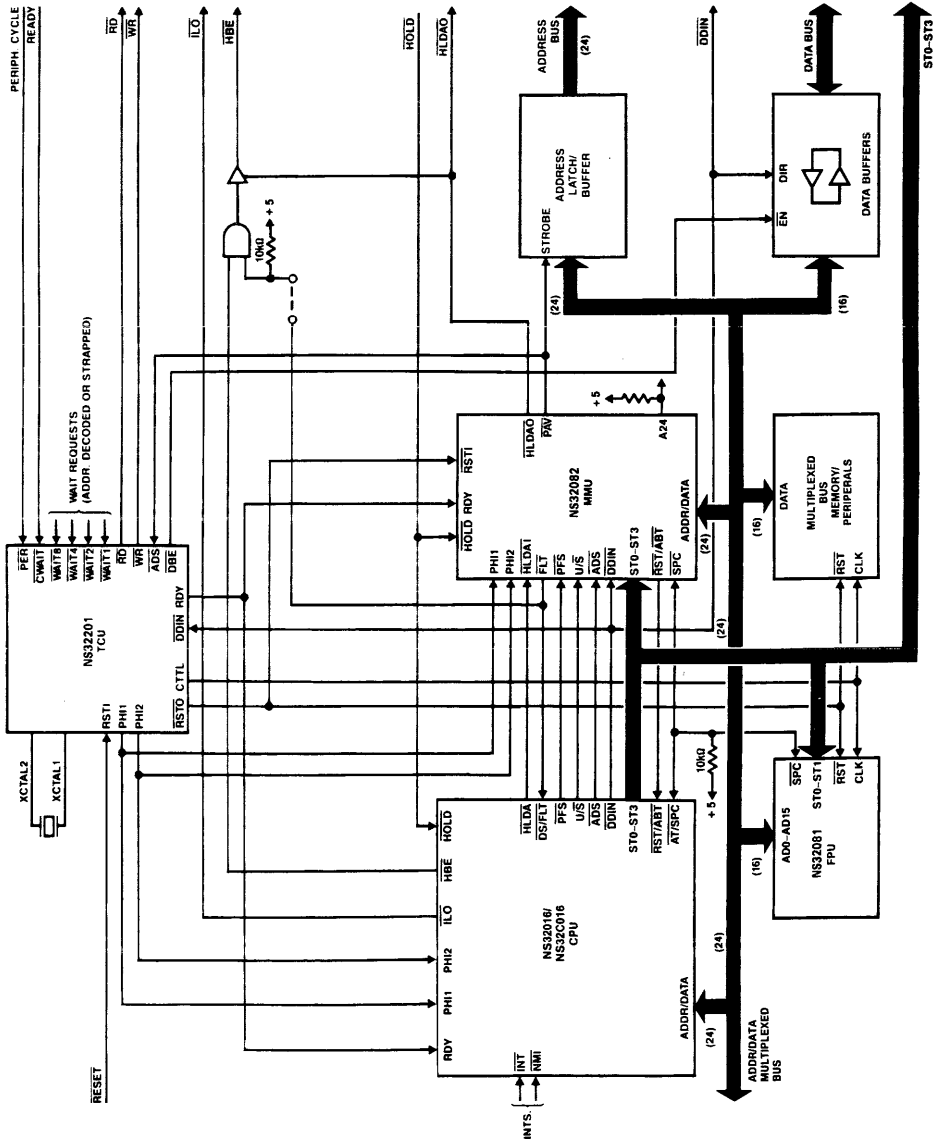 PERIPH CYCLE
READY
RD
WR
ILO
HBE
HOLD
HLDAO
ADDRESS
BUS
(24)
DDIN
DATA BUS
ST0–ST3
WAIT REQUESTS
(ADDR. DECODED OR STRAPPED)
10kΩ
+5
STROBE
ADDRESS
LATCH/
BUFFER
EN
DIR
DATA BUFFERS
(24)
(16)
PER
CWAIT
WAIT8
WAIT4
WAIT2
WAIT1
RD
WR
ADS
DBE
NS32201
TCU
RDY
DDIN
CTTL
RSTO
RSTI
PHI1
PHI2
XCTAL2
XCTAL1
HOLD
RDY
RSTI
HLDAO
PAV
+5
A24
NS32082
MMU
PHI1
PHI2
HLDAI
FLT
PFS
U/S
ADS
DDIN
ST0–ST3
RST/ABT
SPC
ADDR/DATA
(24)
(24)
(16)
DATA
MULTIPLEXED
BUS
MEMORY/
PERIPERALS
RST
CLK
HOLD
HBE
ILO
PHI2
PHI1
RDY
HLDA
DS/FLT
PFS
U/S
ADS
DDIN
ST0–ST3
RST/ABT
AT/SPC
NS32016/
NS32C016
CPU
ADDR/DATA
INT
NMI
INTS.
RESET
10kΩ
+5
SPC
ST0–ST1
RST
CLK
AD0–AD15
NS32081
FPU
(16)
(24)
(24)
ADDR/DATA
MULTIPLEXED
BUS